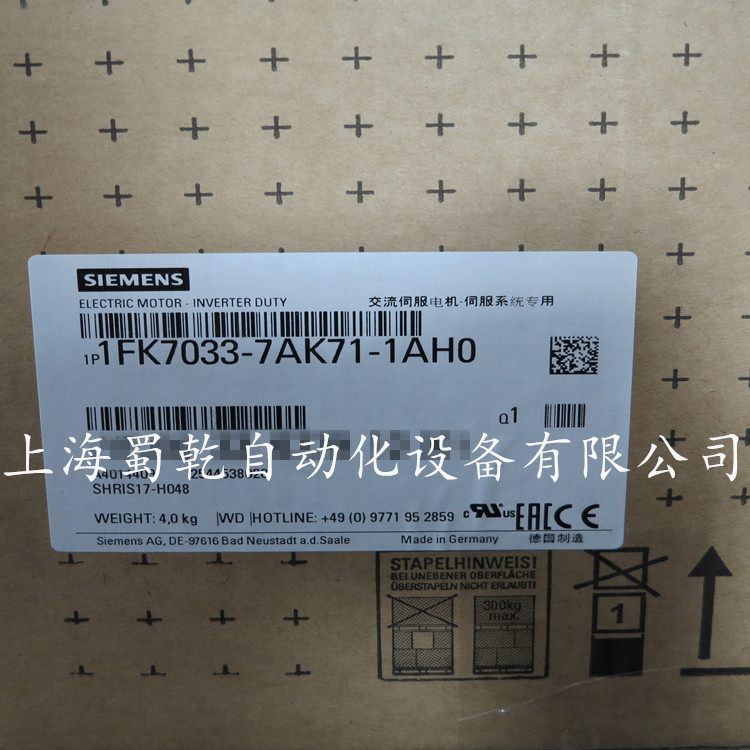 SIEMENS
ELECTRIC MOTOR - INVERTER DUTY 交流伺服电机-伺服系统专用
1P 1FK7033-7AK71-1AH0
Q1
上海蜀乾自动化设备有限公司
SHRIS17-H048
WEIGHT: 4,0 kg WD HOTLINE: +49 (0) 9771 95 2859 c RU US EAC CE
Siemens AG, DE-97616 Bad Neustadt a.d.Saale Made in Germany 德国制造
STAPELHINWEIS!
BEI UNEBENER OBERFLÄCHE
ÜBERSTAPELN NICHT ERLAUBT!
300kg
max.
1